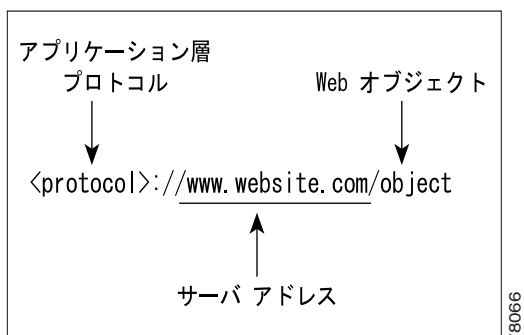 アプリケーション層
プロトコル
Web オブジェクト
<protocol>://www.website.com/object
サーバ アドレス